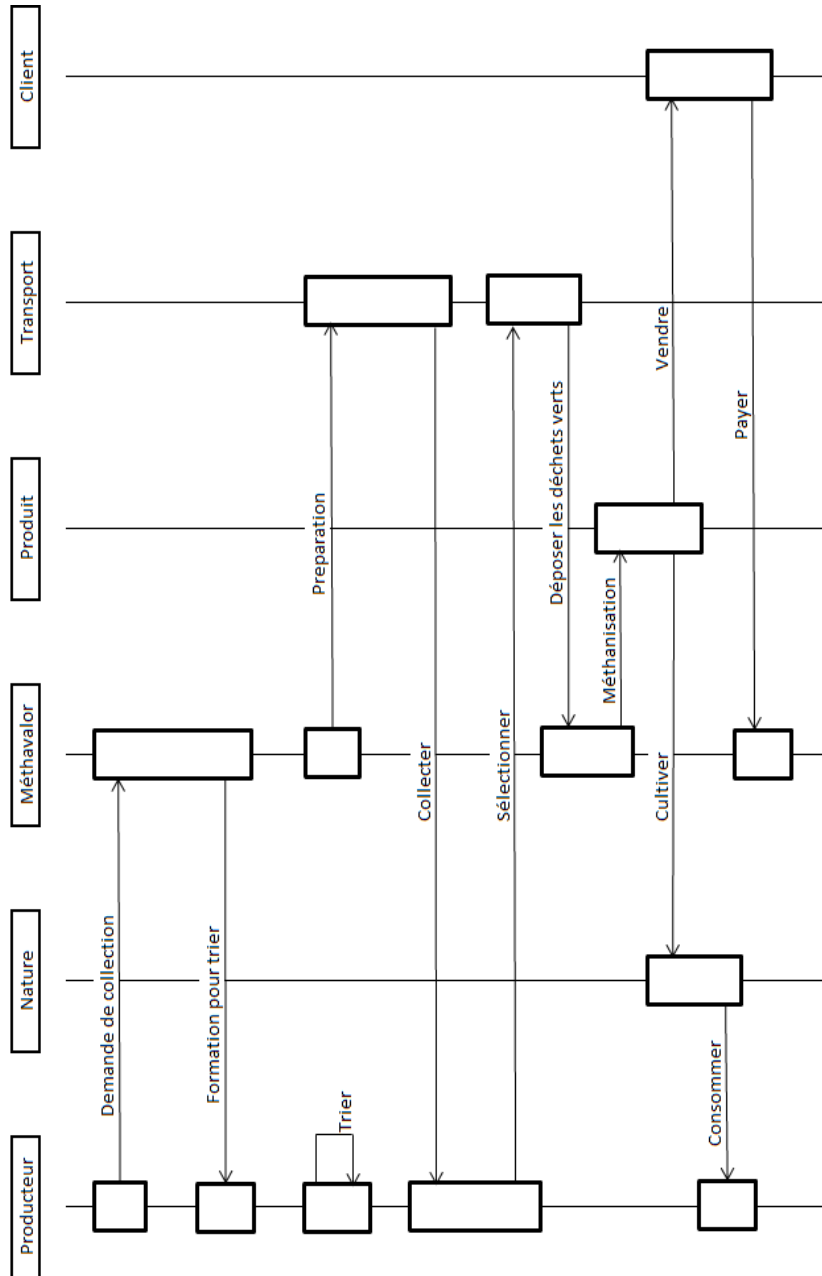 Producteur
Nature
Méthavalor
Produit
Transport
Client
Demande de collection
Formation pour trier
Preparation
Trier
Collecter
Sélectionner
Déposer les déchets verts
Méthanisation
Cultiver
Vendre
Consommer
Payer